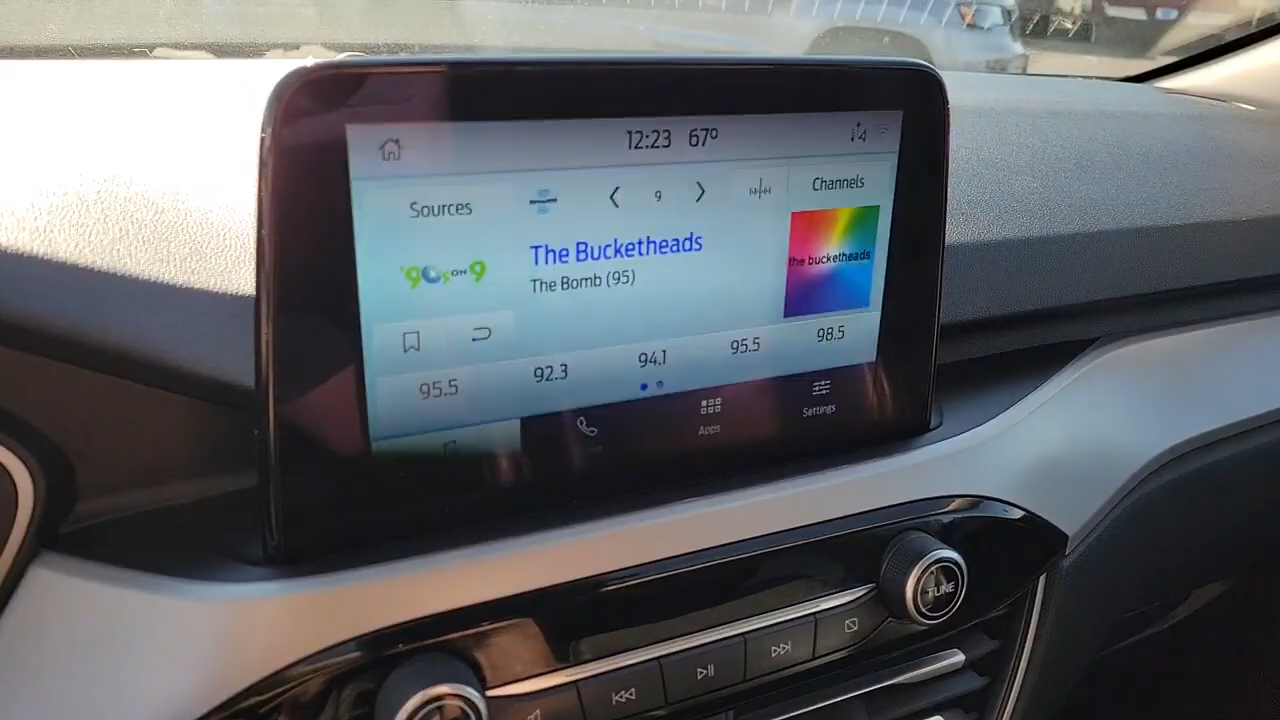 12:23 67º
Sources
9
Channels
'90s ON 9
The Bucketheads
The Bomb (95)
the bucketheads
95.5
92.3
94.1
95.5
98.5
Apps
Settings
TUNE